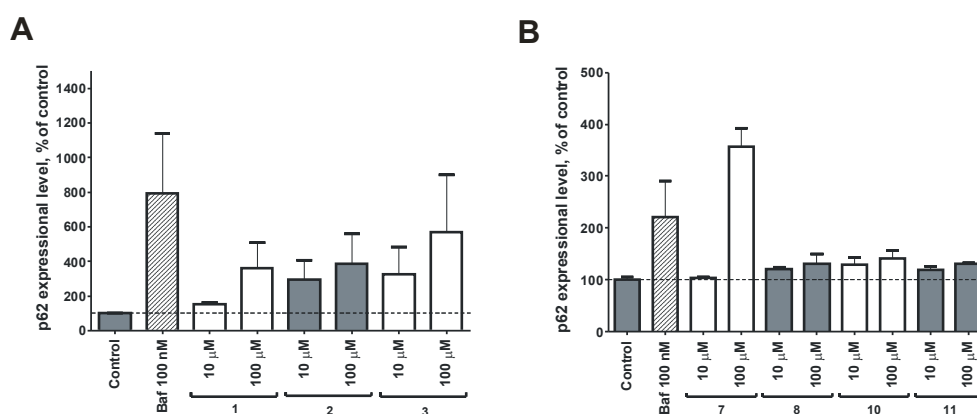 A
p62 expressional level, % of control
1400
1200
1000
800
600
400
200
0
Control
Baf 100 nM
10 μM
100 μM
10 μM
100 μM
10 μM
100 μM
1
2
3
B
p62 expressional level, % of control
500
400
300
200
100
0
Control
Baf 100 nM
10 μM
100 μM
10 μM
100 μM
10 μM
100 μM
10 μM
100 μM
7
8
10
11